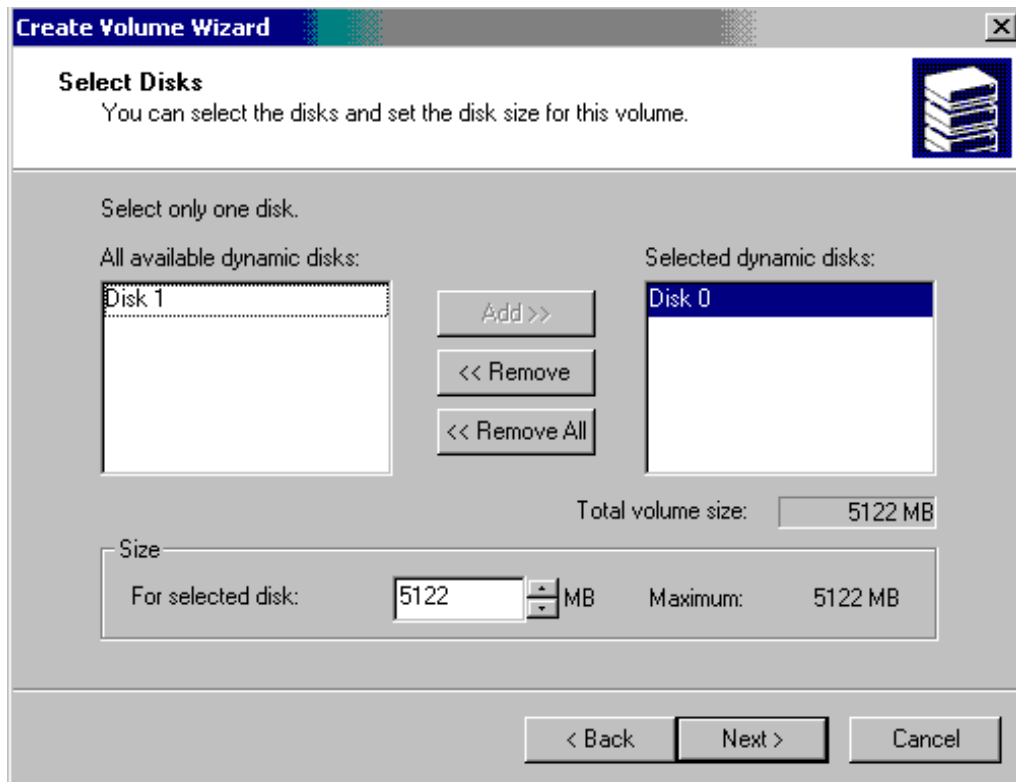 Create Volume Wizard
Select Disks
You can select the disks and set the disk size for this volume.
Select only one disk.
All available dynamic disks:
Selected dynamic disks:
Disk 1
Disk 0
Add >>
<< Remove
<< Remove All
Total volume size: 5122 MB
Size
For selected disk: 5122 MB Maximum: 5122 MB
< Back Next > Cancel